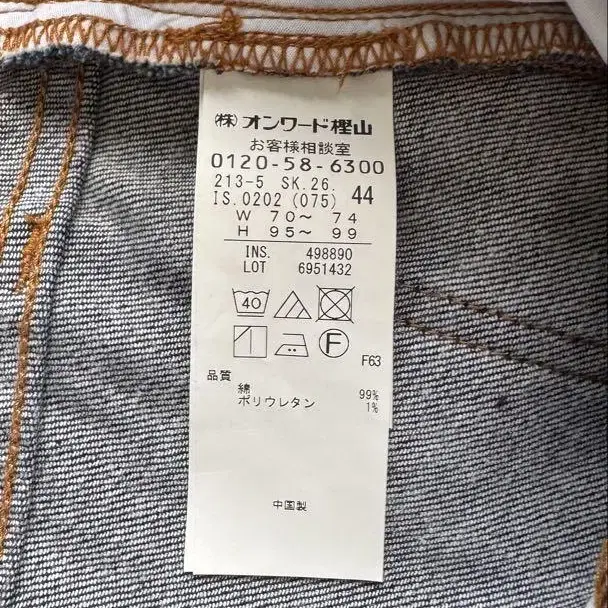 (株)オンワード樫山
お客様相談室
0120-58-6300
213-5 SK.26.
IS.0202 (075) 44
W 70～ 74
H 95～ 99
INS. 498890
LOT 6951432
40
F
F63
品質
綿 99%
ポリウレタン 1%
中国製